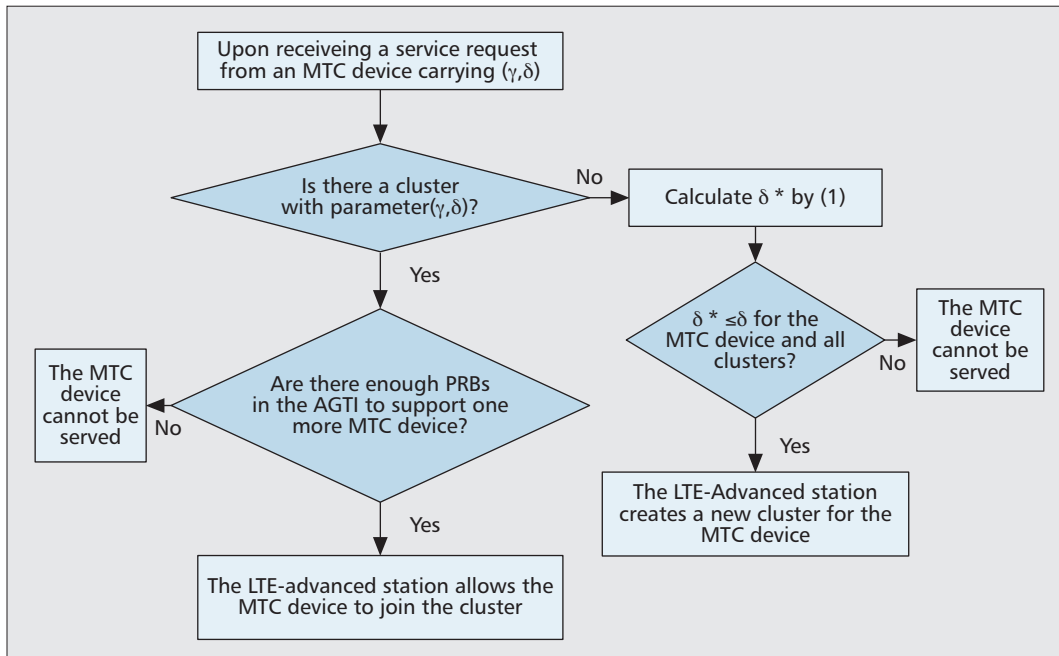 Upon receiveing a service request
from an MTC device carrying (γ,δ)
Is there a cluster
with parameter(γ,δ)?
No
Calculate δ * by (1)
Yes
δ * ≤δ for the
MTC device and all
clusters?
No
The MTC
device
cannot be
served
Are there enough PRBs
in the AGTI to support one
more MTC device?
No
The MTC
device
cannot be
served
Yes
The LTE-Advanced station
creates a new cluster for the
MTC device
Yes
The LTE-advanced station allows the
MTC device to join the cluster